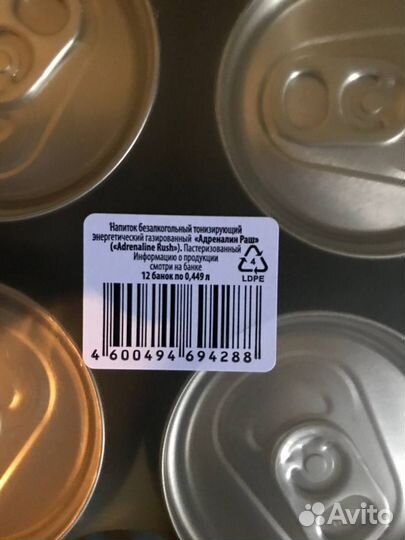 Напиток безалкогольный тонизирующий
энергетический газированный «Адреналин Раш»
(«Adrenaline Rush»). Пастеризованный
Информацию о продукции
смотри на банке
12 банок по 0,449 л
LDPE
4 600494 694288
Avito